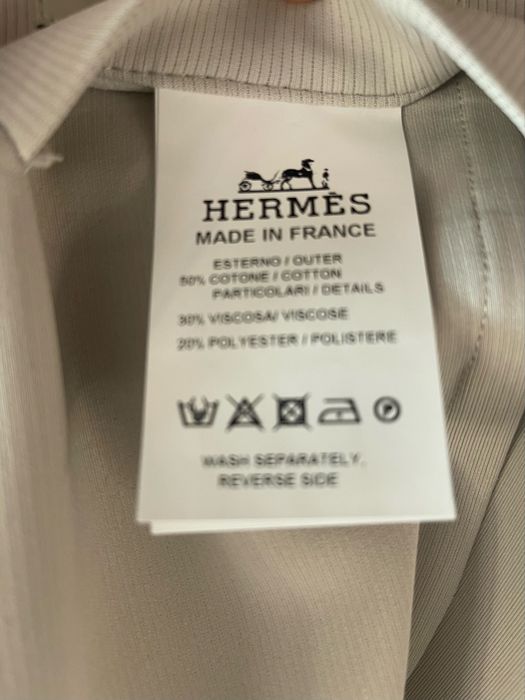 HERMÈS
MADE IN FRANCE
ESTERNO / OUTER
50% COTONE / COTTON
PARTICOLARI / DETAILS
30% VISCOSA/ VISCOSE
20% POLYESTER / POLISTERE
P
WASH SEPARATELY,
REVERSE SIDE